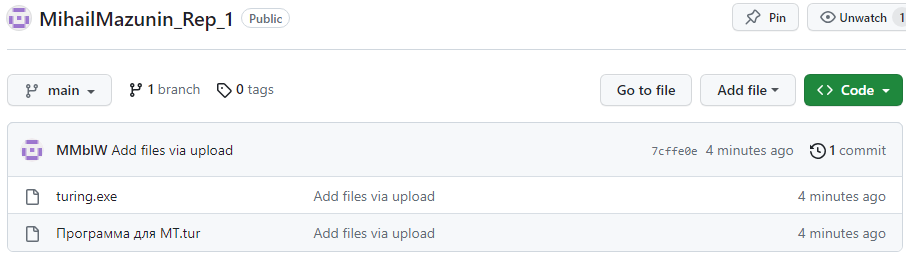 MihailMazunin_Rep_1 Public Pin Unwatch 1
main 1 branch 0 tags Go to file Add file Code
MMbIW Add files via upload 7cffe0e 4 minutes ago 1 commit
turing.exe Add files via upload 4 minutes ago
Программа для МТ.tur Add files via upload 4 minutes ago